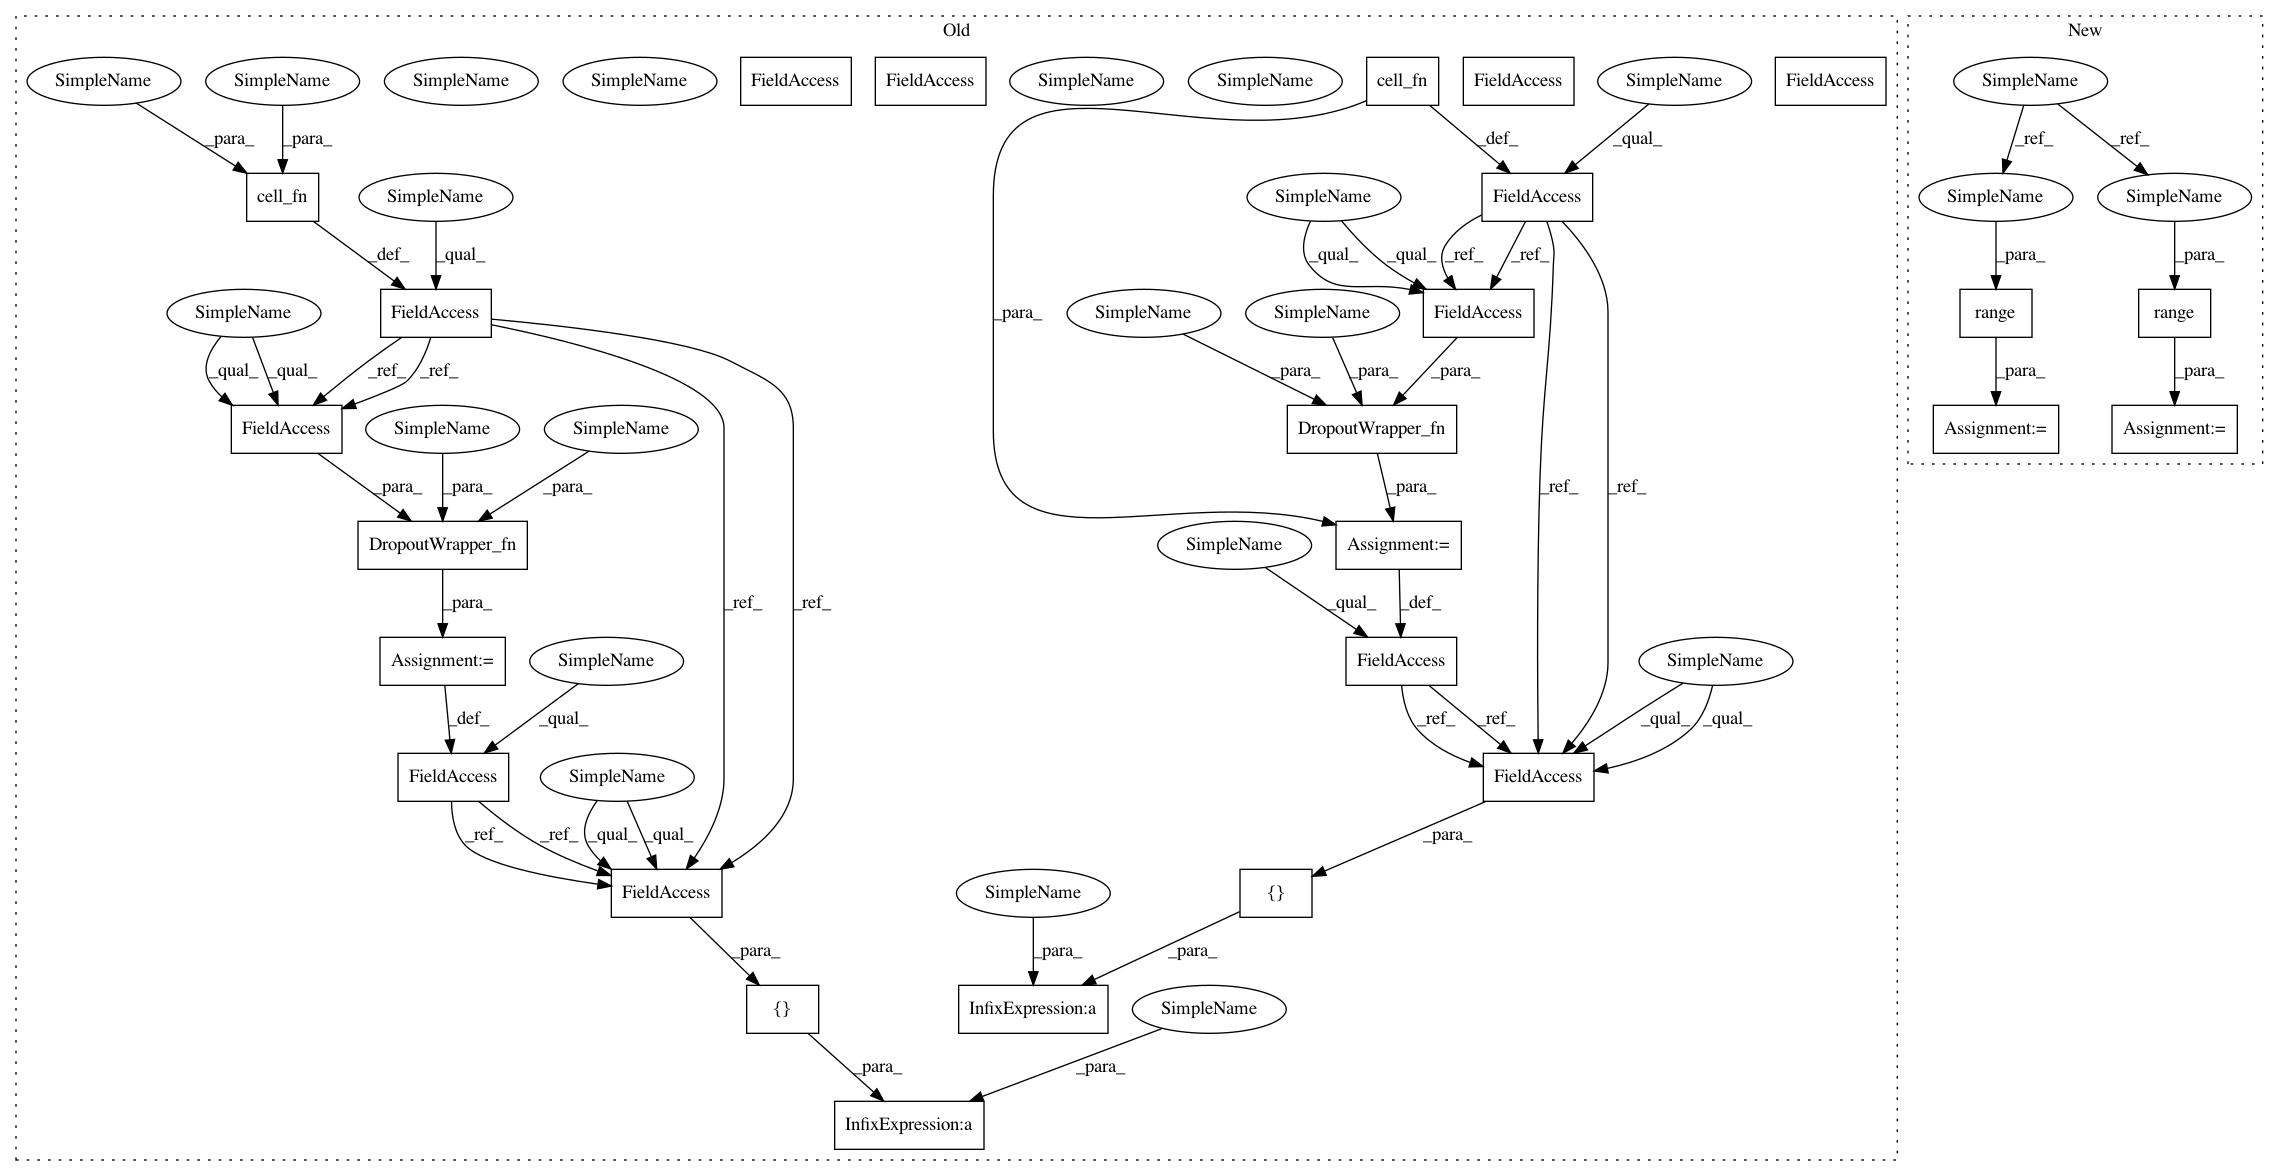 Old
New
SimpleName
SimpleName
SimpleName
SimpleName
FieldAccess
FieldAccess
SimpleName
SimpleName
cell_fn
FieldAccess
SimpleName
FieldAccess
SimpleName
_para_
_para_
_def_
_qual_
_ref_
_ref_
cell_fn
SimpleName
SimpleName
FieldAccess
SimpleName
SimpleName
_def_
_qual_
_qual_
_qual_
_ref_
_ref_
_para_
_para_
SimpleName
FieldAccess
_para_
SimpleName
SimpleName
FieldAccess
range
range
_qual_
_qual_
_ref_
_ref_
_para_
_para_
_para_
_para_
_para_
FieldAccess
SimpleName
SimpleName
DropoutWrapper_fn
Assignment:=
Assignment:=
_para_
_para_
_para_
_para_
_ref_
_ref_
DropoutWrapper_fn
SimpleName
Assignment:=
_para_
_ref_
_ref_
_qual_
_def_
Assignment:=
SimpleName
FieldAccess
SimpleName
_def_
_qual_
_ref_
_ref_
_qual_
_qual_
FieldAccess
SimpleName
FieldAccess
_ref_
_ref_
_qual_
_qual_
_para_
FieldAccess
SimpleName
{}
_para_
_para_
_para_
{}
InfixExpression:a
SimpleName
_para_
_para_
InfixExpression:a